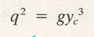 q² = gy_c³